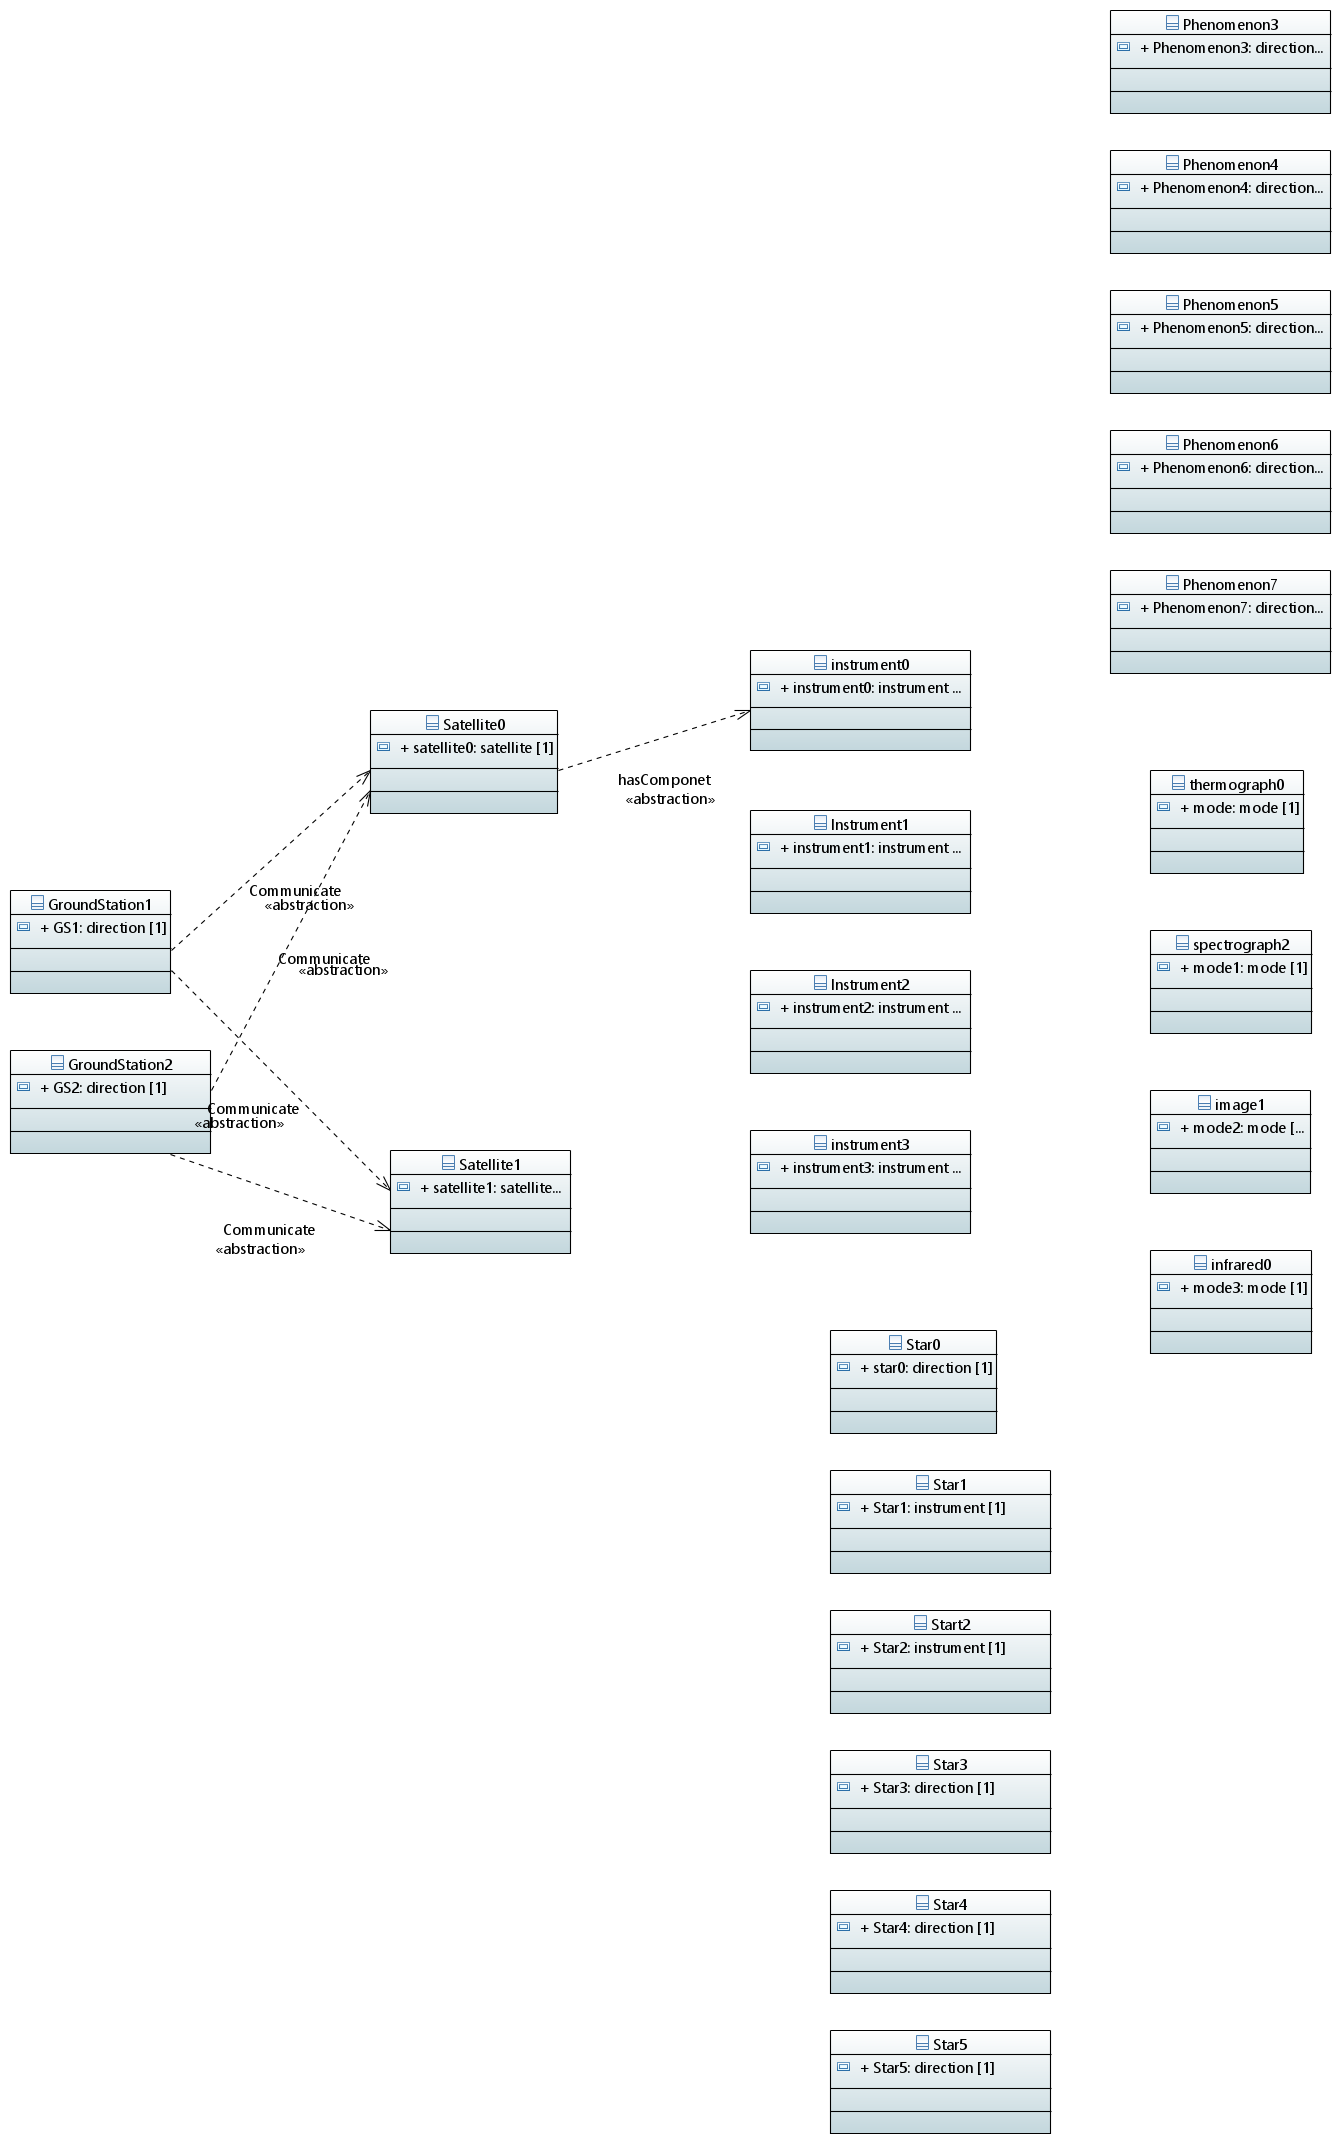 Phenomenon3
+ Phenomenon3: direction...
Phenomenon4
+ Phenomenon4: direction...
Phenomenon5
+ Phenomenon5: direction...
Phenomenon6
+ Phenomenon6: direction...
Phenomenon7
+ Phenomenon7: direction...
instrument0
+ instrument0: instrument ...
Satellite0
+ satellite0: satellite [1]
hasComponet
«abstraction»
thermograph0
+ mode: mode [1]
Instrument1
+ instrument1: instrument ...
Communicate
«abstraction»
GroundStation1
+ GS1: direction [1]
Communicate
«abstraction»
spectrograph2
+ mode1: mode [1]
Instrument2
+ instrument2: instrument ...
GroundStation2
+ GS2: direction [1]
Communicate
«abstraction»
image1
+ mode2: mode [...
instrument3
+ instrument3: instrument ...
Satellite1
+ satellite1: satellite...
Communicate
«abstraction»
infrared0
+ mode3: mode [1]
Star0
+ star0: direction [1]
Star1
+ Star1: instrument [1]
Start2
+ Star2: instrument [1]
Star3
+ Star3: direction [1]
Star4
+ Star4: direction [1]
Star5
+ Star5: direction [1]